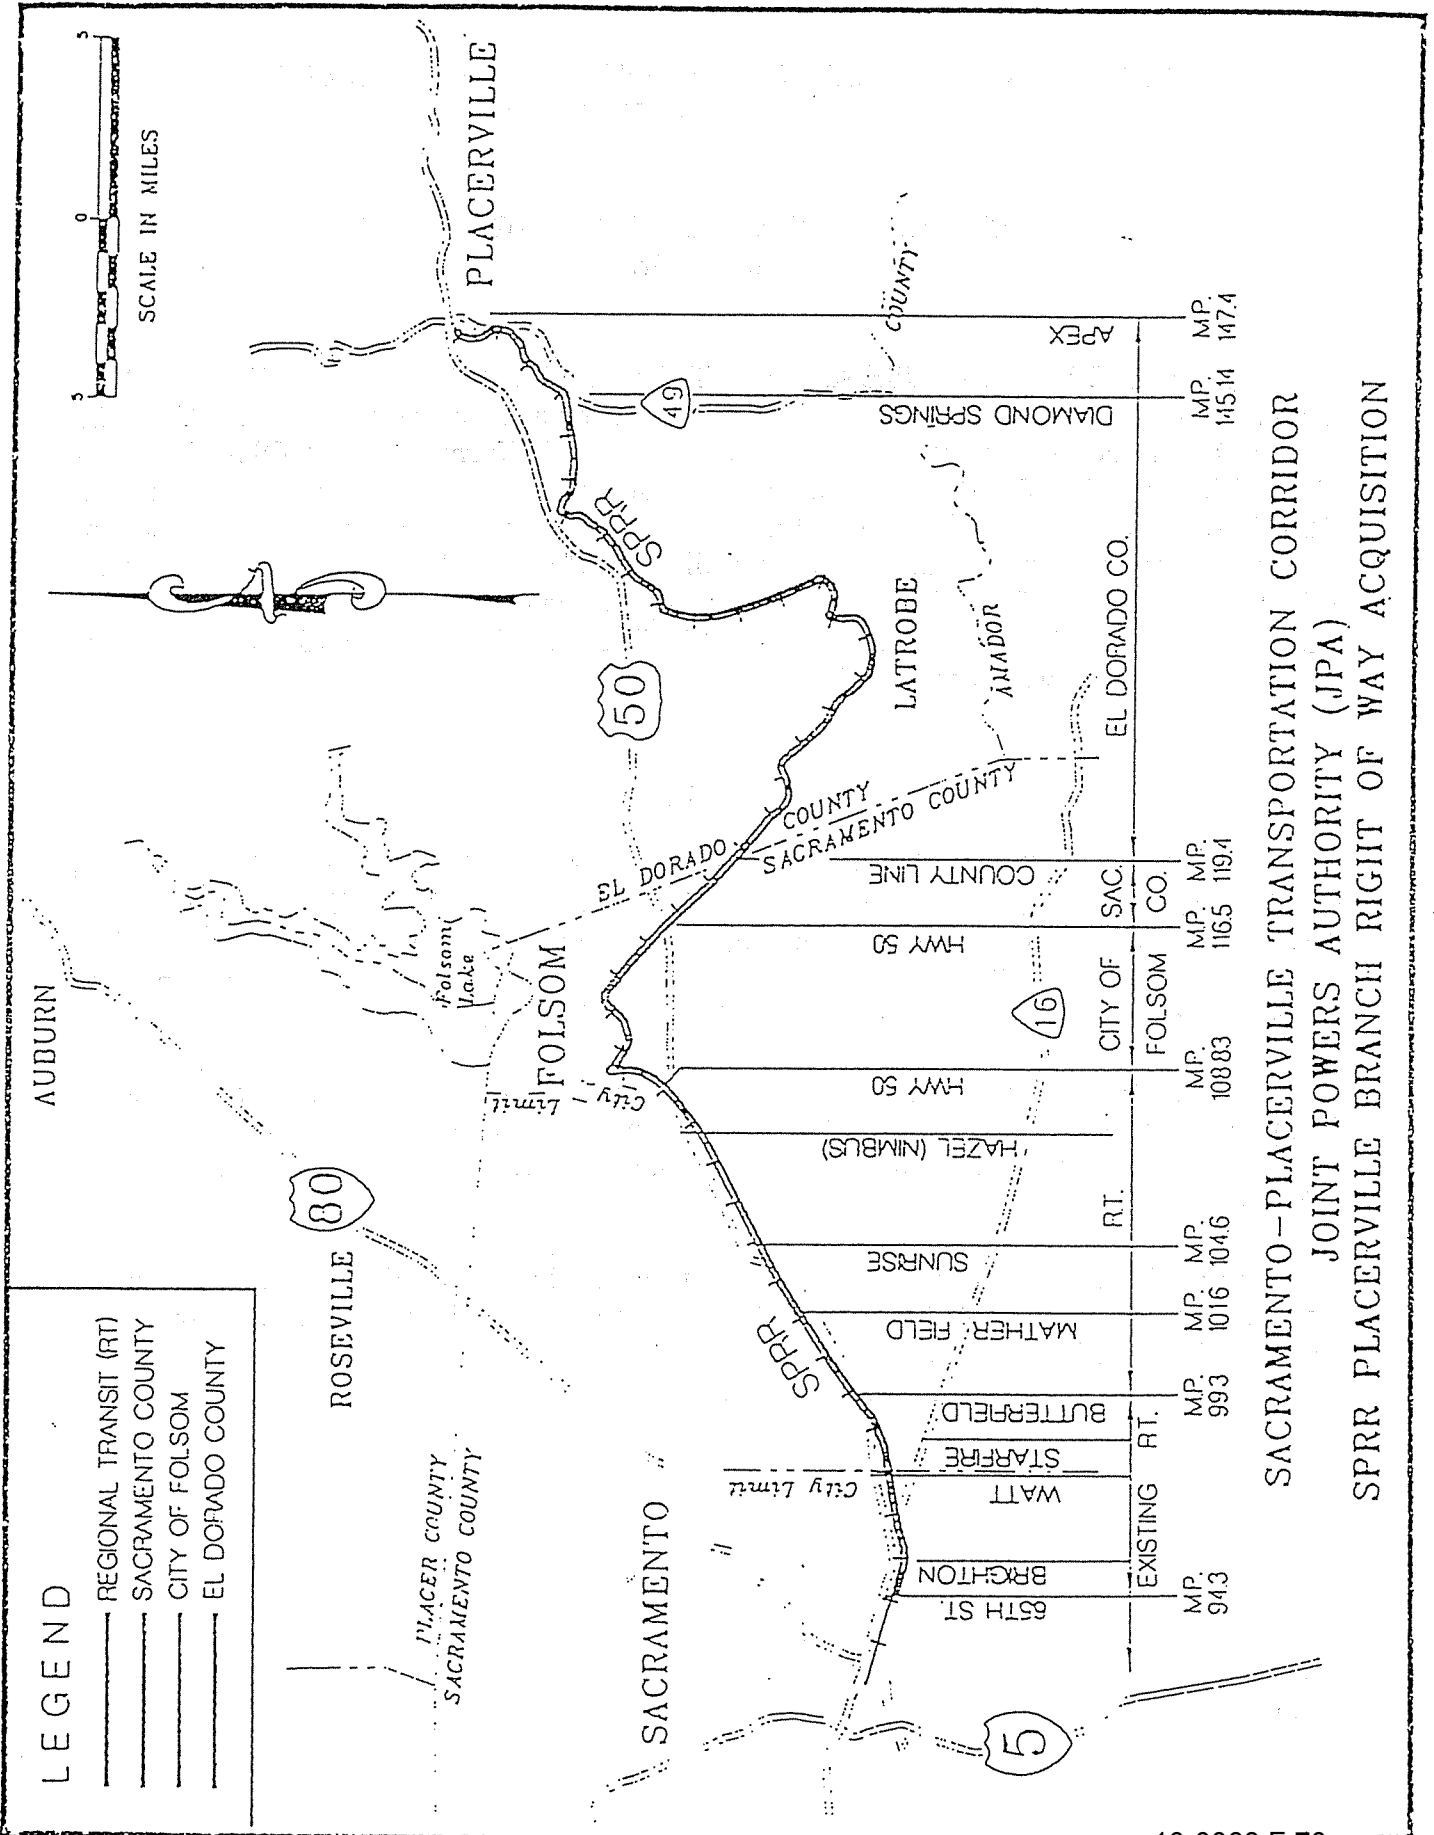 LEGEND
REGIONAL TRANSIT (RT)
SACRAMENTO COUNTY
CITY OF FOLSOM
EL DORADO COUNTY
5 0 5
SCALE IN MILES
AUBURN
ROSEVILLE
80
PLACER COUNTY
SACRAMENTO COUNTY
SACRAMENTO
5
Folsom
Lake
FOLSOM
City Limit
EL DORADO COUNTY
SACRAMENTO COUNTY
50
PLACERVILLE
SPRR
49
LATROBE
AMADOR COUNTY
SPRR
City Limit
16
65TH ST.
BRIGHTON
WATT
STARFIRE
BUTTERFIELD
MATHER FIELD
SUNRISE
HAZEL (NIMBUS)
HWY 50
HWY 50
COUNTY LINE
DIAMOND SPRINGS
APEX
EXISTING RT.
RT.
CITY OF
FOLSOM
SAC.
CO.
EL DORADO CO.
MP.
94.3
MP.
99.3
MP.
101.6
MP.
104.6
MP.
108.83
MP.
116.5
MP.
119.4
MP.
145.14
MP.
147.4
SACRAMENTO-PLACERVILLE TRANSPORTATION CORRIDOR
JOINT POWERS AUTHORITY (JPA)
SPRR PLACERVILLE BRANCH RIGHT OF WAY ACQUISITION